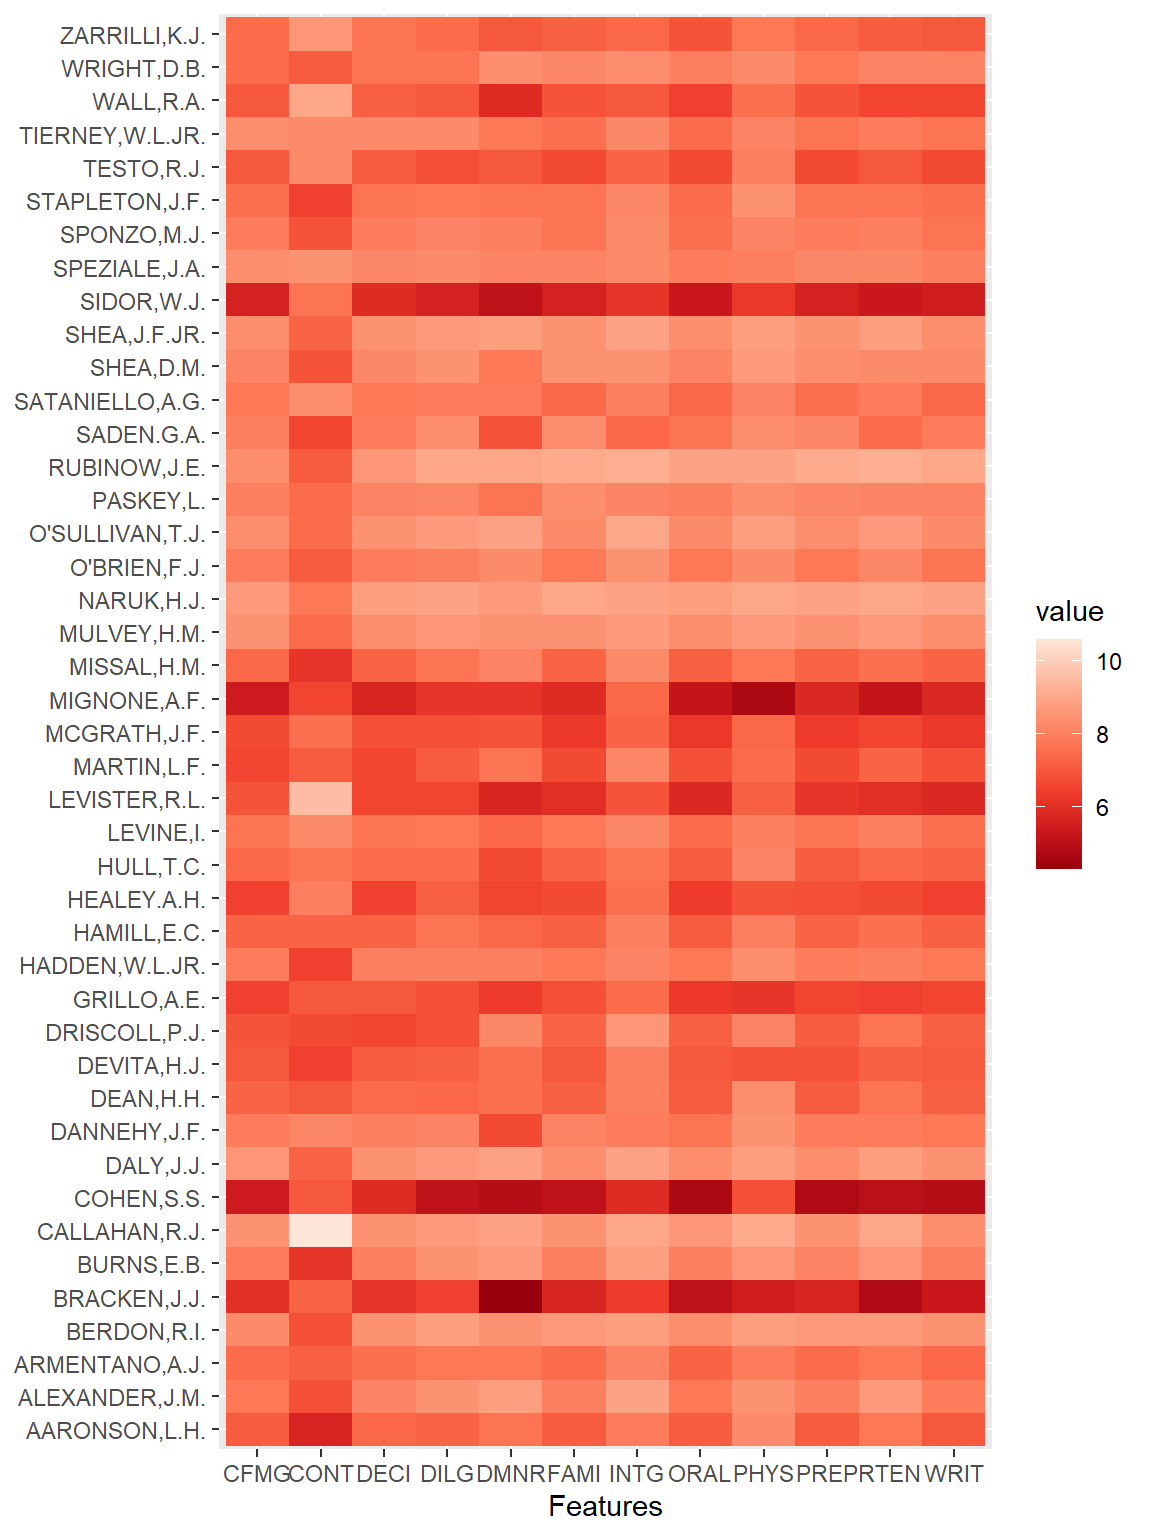 ZARRILLI,K.J.
WRIGHT,D.B.
WALL,R.A.
TIERNEY,W.L.JR.
TESTO,R.J.
STAPLETON,J.F.
SPONZO,M.J.
SPEZIALE,J.A.
SIDOR,W.J.
SHEA,J.F.JR.
SHEA,D.M.
SATANIELLO,A.G.
SADEN.G.A.
RUBINOW,J.E.
PASKEY,L.
O'SULLIVAN,T.J.
O'BRIEN,F.J.
NARUK,H.J.
MULVEY,H.M.
MISSAL,H.M.
MIGNONE,A.F.
MCGRATH,J.F.
MARTIN,L.F.
LEVISTER,R.L.
LEVINE,I.
HULL,T.C.
HEALEY.A.H.
HAMILL,E.C.
HADDEN,W.L.JR.
GRILLO,A.E.
DRISCOLL,P.J.
DEVITA,H.J.
DEAN,H.H.
DANNEHY,J.F.
DALY,J.J.
COHEN,S.S.
CALLAHAN,R.J.
BURNS,E.B.
BRACKEN,J.J.
BERDON,R.I.
ARMENTANO,A.J.
ALEXANDER,J.M.
AARONSON,L.H.
CFMG CONT DECI DILG DMNR FAMI INTG ORAL PHYS PREP RTEN WRIT
Features
value
10
8
6